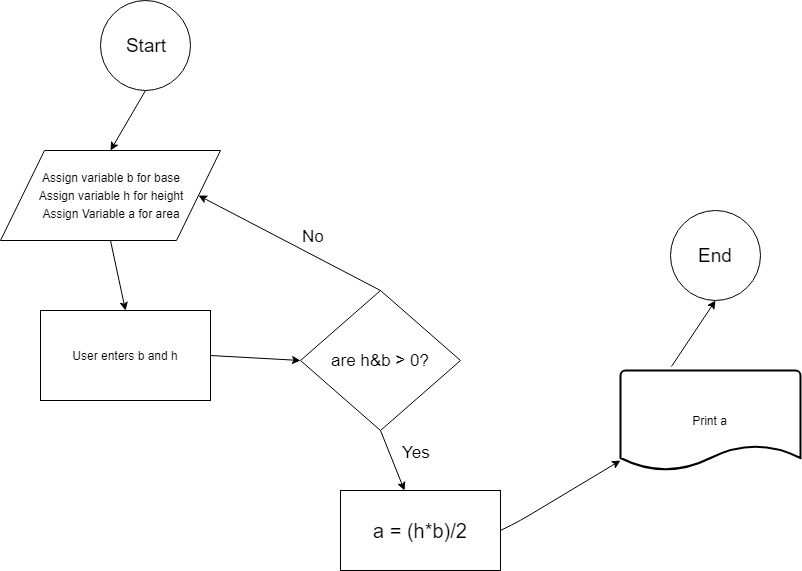 Start
Assign variable b for base
Assign variable h for height
Assign Variable a for area
No
End
User enters b and h
are h&b > 0?
Print a
Yes
a = (h*b)/2